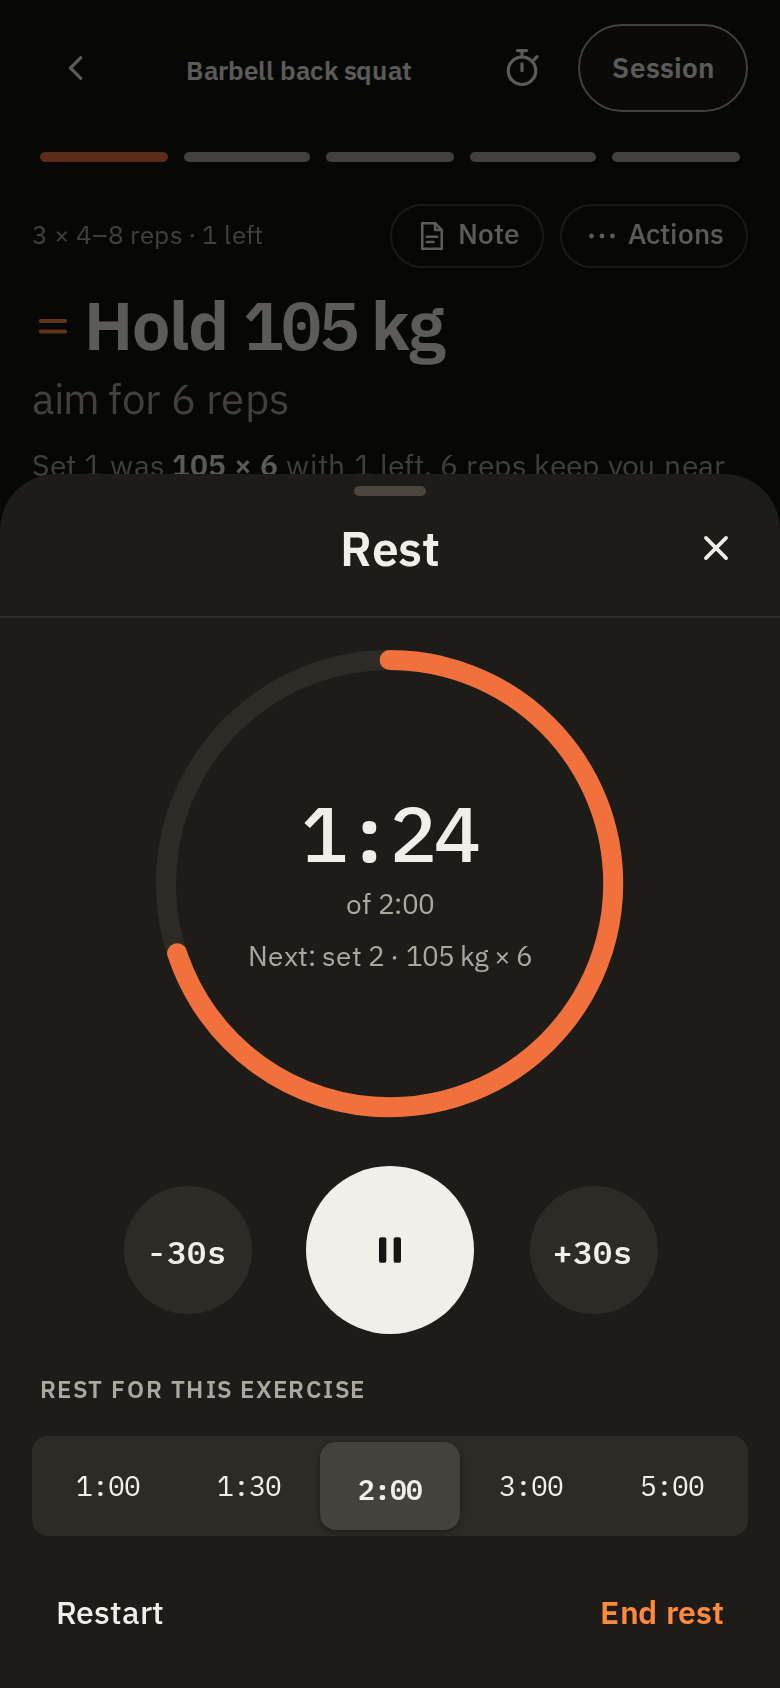 Barbell back squat
Session
3 × 4–8 reps · 1 left
Note
··· Actions
= Hold 105 kg
aim for 6 reps
Set 1 was 105 × 6 with 1 left. 6 reps keep you near
Rest
1:24
of 2:00
Next: set 2 · 105 kg × 6
-30s
+30s
REST FOR THIS EXERCISE
1:00 1:30 2:00 3:00 5:00
Restart
End rest